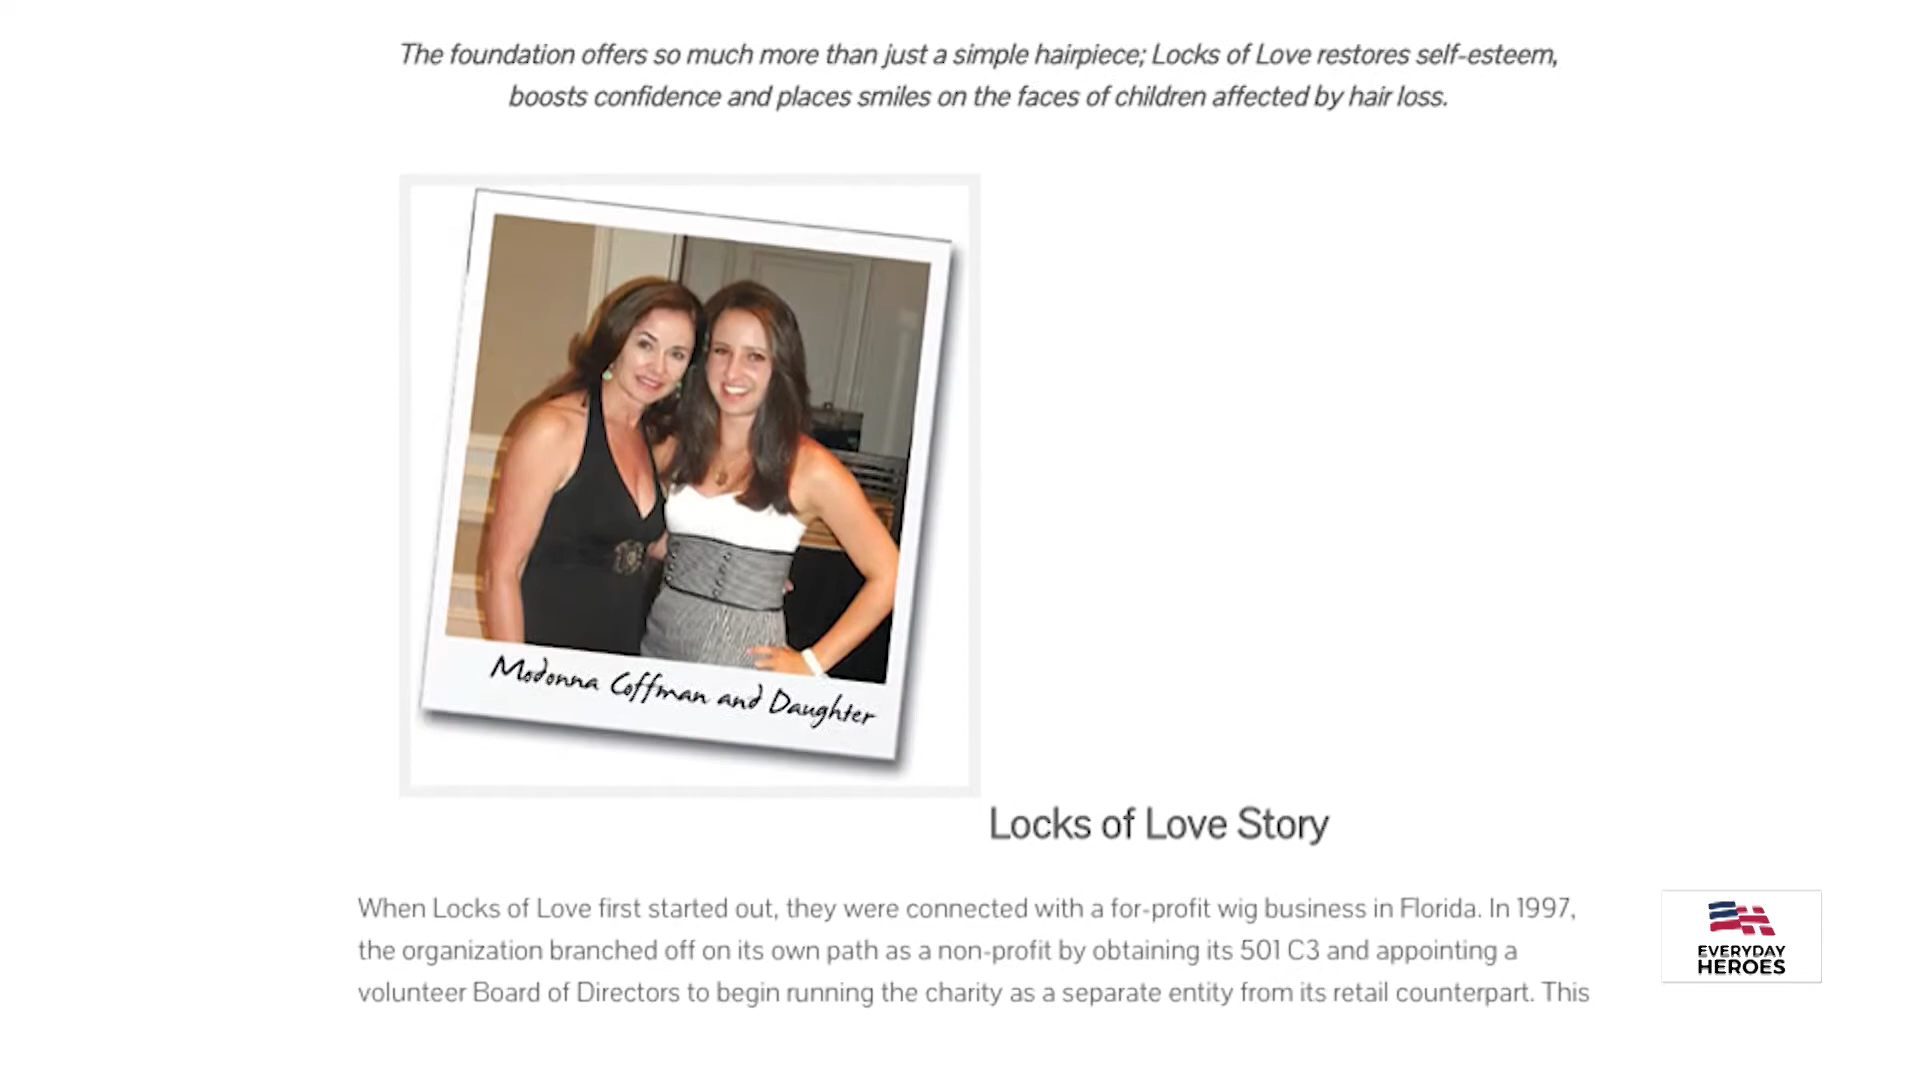 The foundation offers so much more than just a simple hairpiece; Locks of Love restores self-esteem,
boosts confidence and places smiles on the faces of children affected by hair loss.
Madonna Coffman and Daughter
Locks of Love Story
When Locks of Love first started out, they were connected with a for-profit wig business in Florida. In 1997,
the organization branched off on its own path as a non-profit by obtaining its 501 C3 and appointing a
volunteer Board of Directors to begin running the charity as a separate entity from its retail counterpart. This
EVERYDAY
HEROES